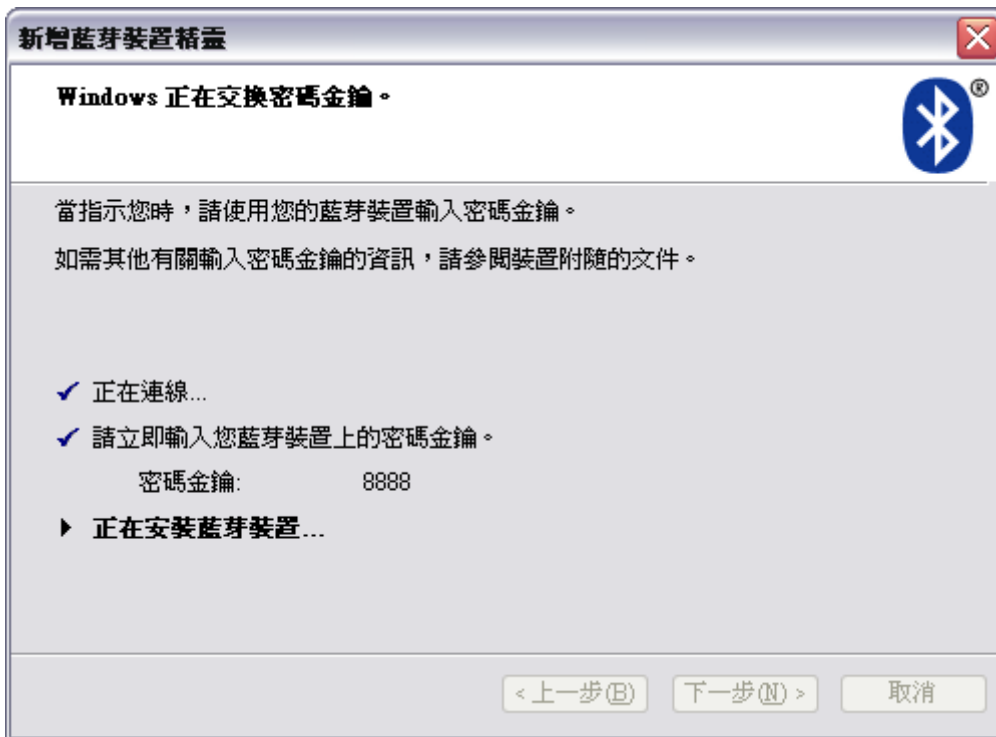 新增藍芽裝置精靈
Windows 正在交換密碼金鑰。
®
當指示您時，請使用您的藍芽裝置輸入密碼金鑰。
如需其他有關輸入密碼金鑰的資訊，請參閱裝置附隨的文件。
正在連線...
請立即輸入您藍芽裝置上的密碼金鑰。
密碼金鑰: 8888
正在安裝藍芽裝置...
< 上一步(B) 下一步(N) > 取消